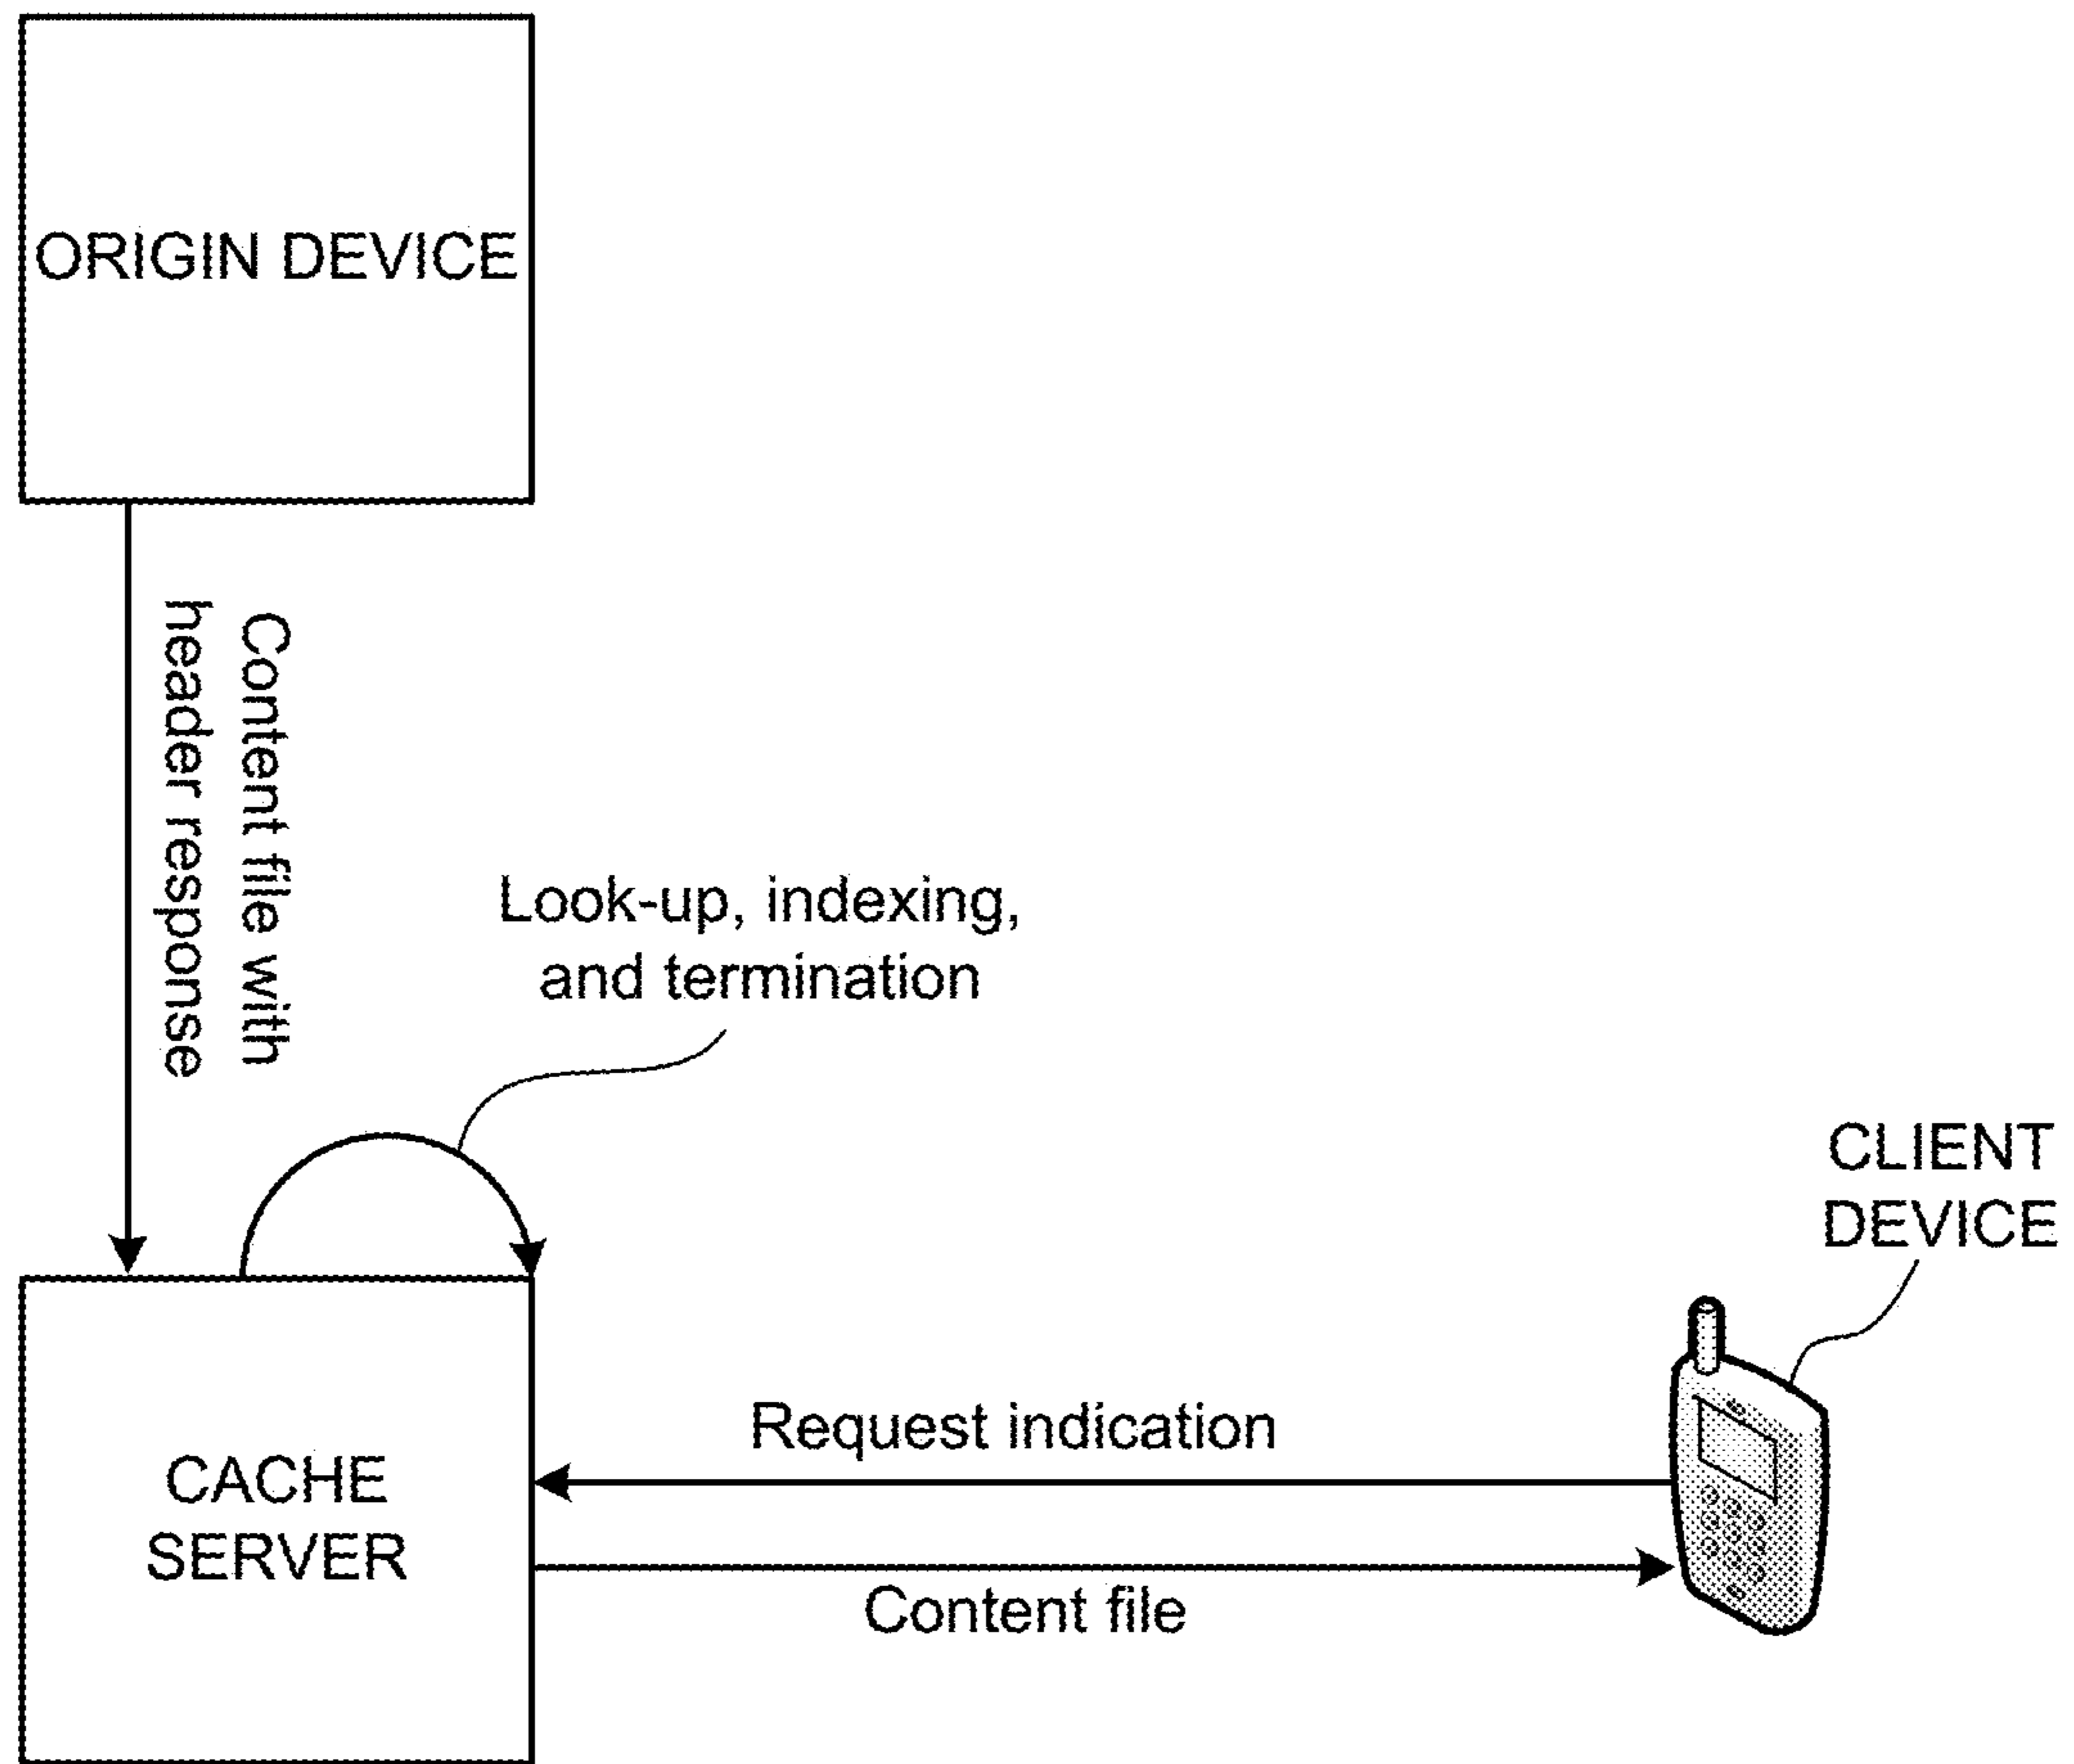 ORIGIN DEVICE
Content file with
header response
Look-up, indexing,
and termination
CLIENT
DEVICE
Request indication
CACHE
SERVER
Content file